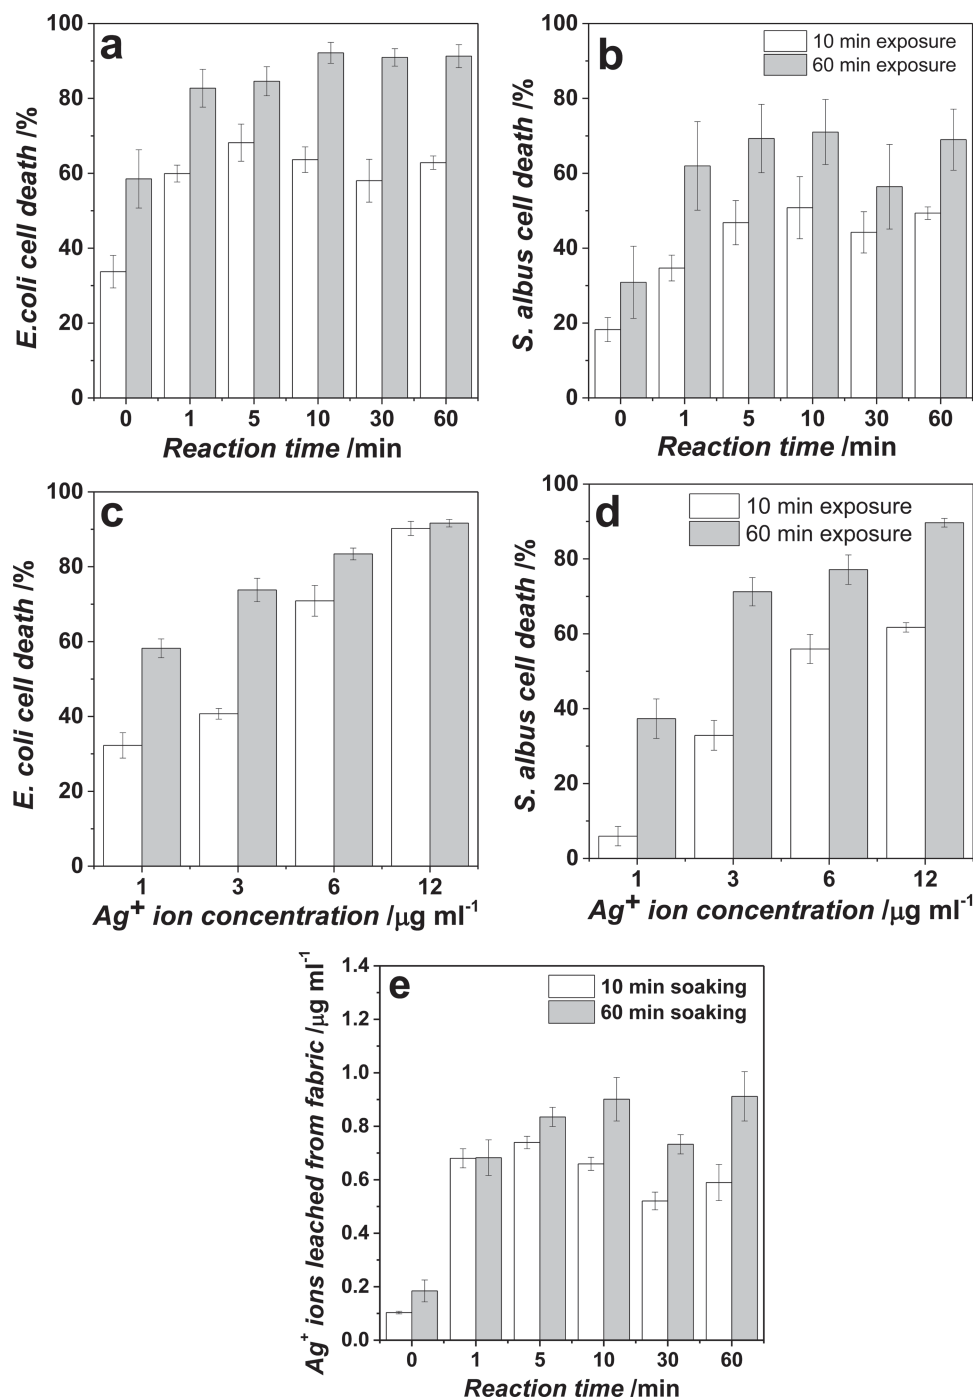 a
100
80
60
40
20
0
E.coli cell death /%
0 1 5 10 30 60
Reaction time /min
b
10 min exposure
60 min exposure
100
80
60
40
20
0
S. albus cell death /%
0 1 5 10 30 60
Reaction time /min
c
100
80
60
40
20
0
E. coli cell death /%
1 3 6 12
Ag⁺ ion concentration /μg ml⁻¹
d
10 min exposure
60 min exposure
100
80
60
40
20
0
S. albus cell death /%
1 3 6 12
Ag⁺ ion concentration /μg ml⁻¹
e
10 min soaking
60 min soaking
1.4
1.2
1.0
0.8
0.6
0.4
0.2
0.0
Ag⁺ ions leached from fabric /μg ml⁻¹
0 1 5 10 30 60
Reaction time /min